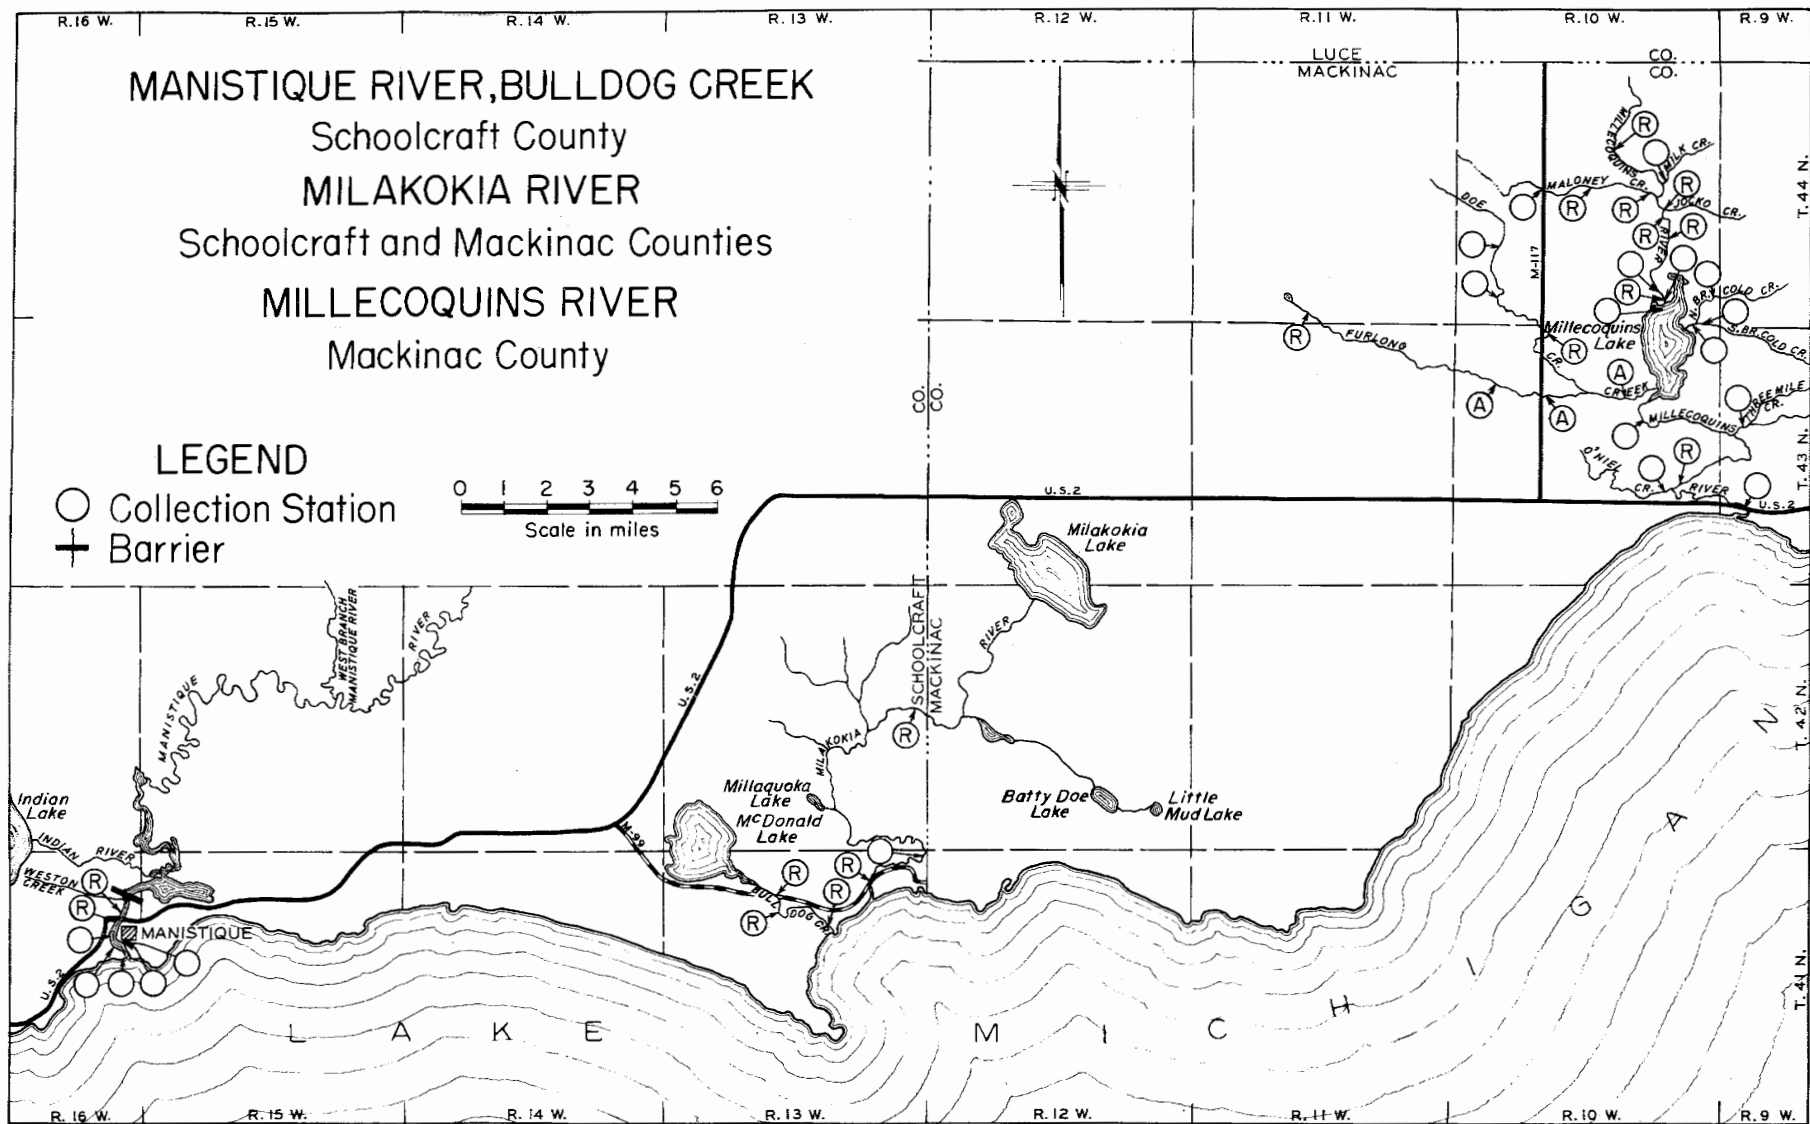 R.16 W. R.15 W. R.14 W. R.13 W. R.12 W. R.11 W. R.10 W. R.9 W.
MANISTIQUE RIVER, BULLDOG CREEK
Schoolcraft County
MILAKOKIA RIVER
Schoolcraft and Mackinac Counties
MILLECOQUINS RIVER
Mackinac County
LEGEND
Collection Station
Barrier
0 1 2 3 4 5 6
Scale in miles
LUCE CO.
MACKINAC CO.
N
MILLECOQUINS
R
MILK CR.
MALONEY CR.
R
R
R
JOCKO CR.
R
R
RIVER
DOE
CR.
M-117
R
N. BR. COLD CR.
S. BR. COLD CR.
Millecoquins
Lake
R
R
FURLONG
CREEK
A
A
A
THREEMILE
CR.
MILLECOQUINS
RIVER
O'NIEL
CR.
R
U.S.2
U.S.2
T. 44 N.
T. 43 N.
T. 42 N.
T. 41 N.
CO.
CO.
SCHOOLCRAFT
MACKINAC
Milakokia
Lake
RIVER
MILAKOKIA
R
WEST BRANCH
MANISTIQUE RIVER
MANISTIQUE
RIVER
U.S.2
Indian
Lake
INDIAN RIVER
WESTON
CREEK
R
R
MANISTIQUE
U.S.2
M-99
Millaquoka
Lake
McDonald
Lake
Batty Doe
Lake
Little
Mud Lake
R
R
R
R
BULL DOG CR.
LAKE MICHIGAN
R. 16 W. R. 15 W. R. 14 W. R. 13 W. R. 12 W. R. 11 W. R. 10 W. R. 9 W.